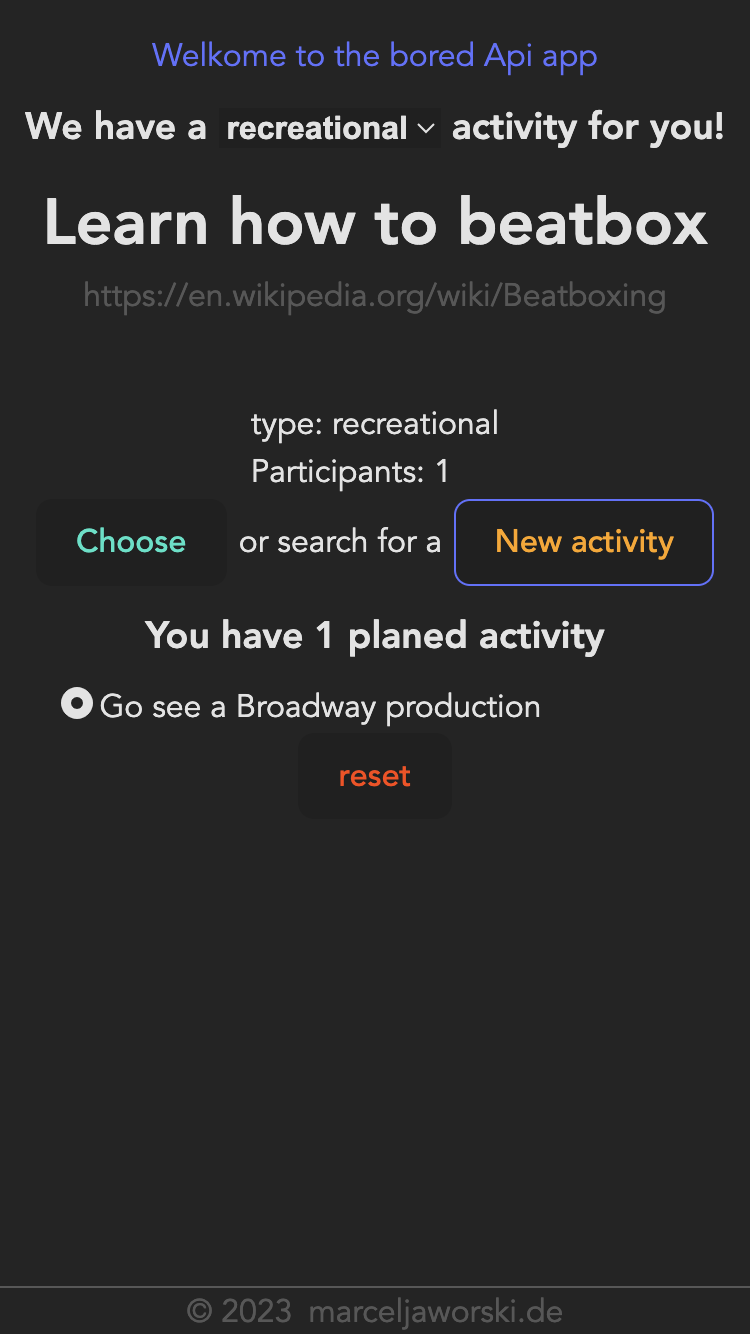 Welkome to the bored Api app
We have a recreational activity for you!
Learn how to beatbox
https://en.wikipedia.org/wiki/Beatboxing
type: recreational
Participants: 1
Choose or search for a New activity
You have 1 planed activity
Go see a Broadway production
reset
© 2023 marceljaworski.de